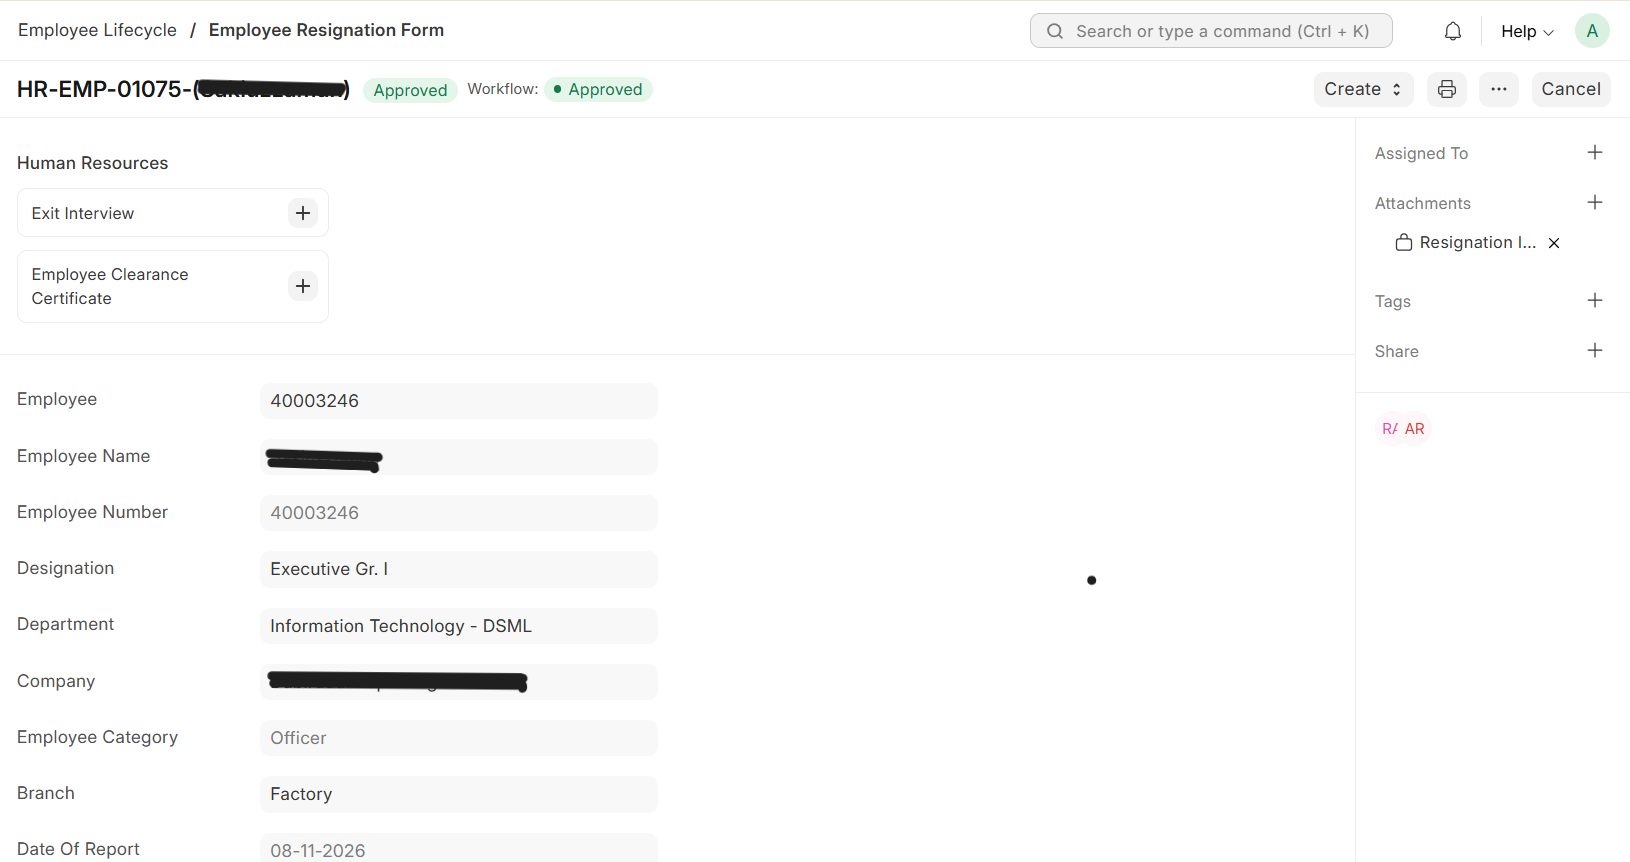 Employee Lifecycle / Employee Resignation Form
Search or type a command (Ctrl + K)
Help
A
HR-EMP-01075-( )
Approved
Workflow: Approved
Create
Cancel
Human Resources
Exit Interview
Employee Clearance
Certificate
Assigned To
Attachments
Resignation l...
Tags
Share
RA AR
Employee 40003246
Employee Name
Employee Number 40003246
Designation Executive Gr. I
Department Information Technology - DSML
Company
Employee Category Officer
Branch Factory
Date Of Report 08-11-2026